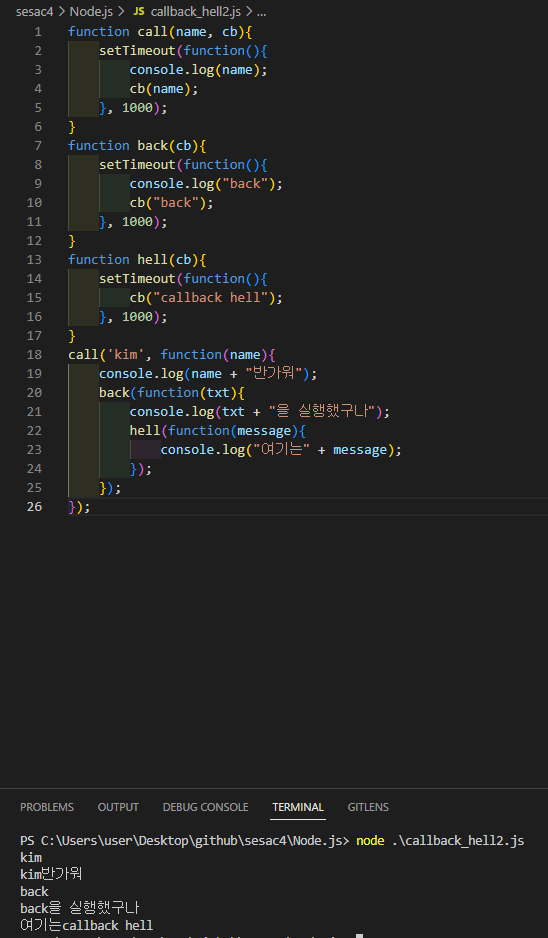 sesac4 > Node.js > JS callback_hell2.js > ...
1 function call(name, cb){
2     setTimeout(function(){
3         console.log(name);
4         cb(name);
5     }, 1000);
6 }
7 function back(cb){
8     setTimeout(function(){
9         console.log("back");
10         cb("back");
11     }, 1000);
12 }
13 function hell(cb){
14     setTimeout(function(){
15         cb("callback hell");
16     }, 1000);
17 }
18 call('kim', function(name){
19     console.log(name + "반가워");
20     back(function(txt){
21         console.log(txt + "을 실행했구나");
22         hell(function(message){
23             console.log("여기는" + message);
24         });
25     });
26 });
PROBLEMS OUTPUT DEBUG CONSOLE TERMINAL GITLENS
PS C:\Users\user\Desktop\github\sesac4\Node.js> node .\callback_hell2.js
kim
kim반가워
back
back을 실행했구나
여기는callback hell